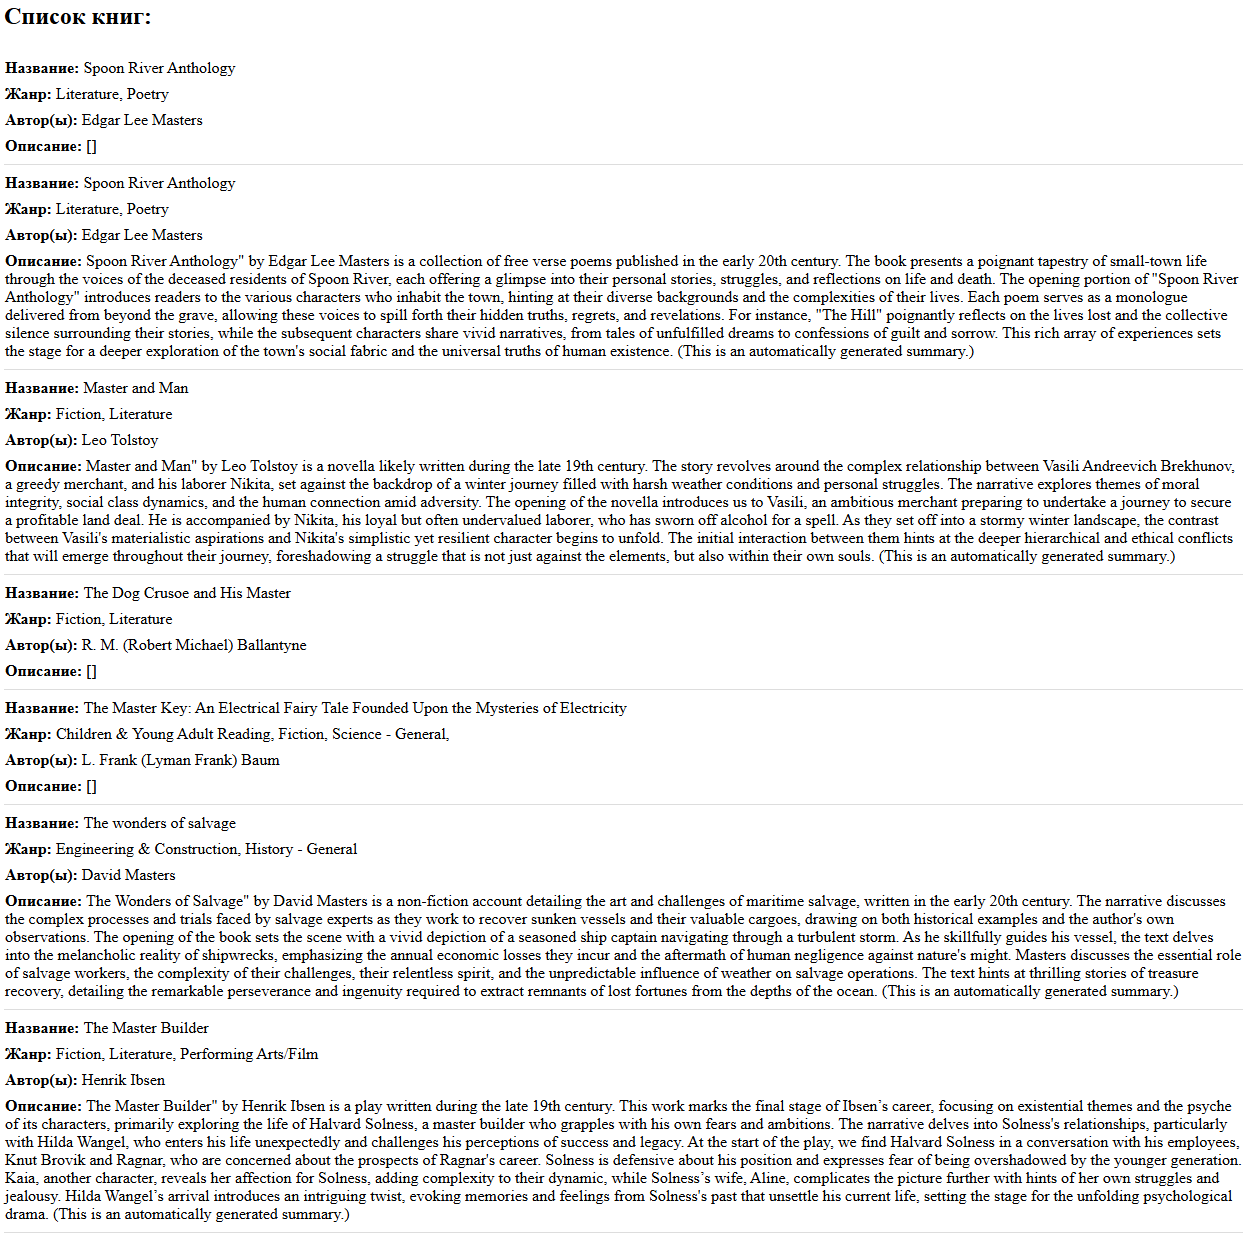 Список книг:
Название: Spoon River Anthology
Жанр: Literature, Poetry
Автор(ы): Edgar Lee Masters
Описание: []
Название: Spoon River Anthology
Жанр: Literature, Poetry
Автор(ы): Edgar Lee Masters
Описание: Spoon River Anthology" by Edgar Lee Masters is a collection of free verse poems published in the early 20th century. The book presents a poignant tapestry of small-town life
through the voices of the deceased residents of Spoon River, each offering a glimpse into their personal stories, struggles, and reflections on life and death. The opening portion of "Spoon River
Anthology" introduces readers to the various characters who inhabit the town, hinting at their diverse backgrounds and the complexities of their lives. Each poem serves as a monologue
delivered from beyond the grave, allowing these voices to spill forth their hidden truths, regrets, and revelations. For instance, "The Hill" poignantly reflects on the lives lost and the collective
silence surrounding their stories, while the subsequent characters share vivid narratives, from tales of unfulfilled dreams to confessions of guilt and sorrow. This rich array of experiences sets
the stage for a deeper exploration of the town's social fabric and the universal truths of human existence. (This is an automatically generated summary.)
Название: Master and Man
Жанр: Fiction, Literature
Автор(ы): Leo Tolstoy
Описание: Master and Man" by Leo Tolstoy is a novella likely written during the late 19th century. The story revolves around the complex relationship between Vasili Andreevich Brekhunov,
a greedy merchant, and his laborer Nikita, set against the backdrop of a winter journey filled with harsh weather conditions and personal struggles. The narrative explores themes of moral
integrity, social class dynamics, and the human connection amid adversity. The opening of the novella introduces us to Vasili, an ambitious merchant preparing to undertake a journey to secure
a profitable land deal. He is accompanied by Nikita, his loyal but often undervalued laborer, who has sworn off alcohol for a spell. As they set off into a stormy winter landscape, the contrast
between Vasili's materialistic aspirations and Nikita's simplistic yet resilient character begins to unfold. The initial interaction between them hints at the deeper hierarchical and ethical conflicts
that will emerge throughout their journey, foreshadowing a struggle that is not just against the elements, but also within their own souls. (This is an automatically generated summary.)
Название: The Dog Crusoe and His Master
Жанр: Fiction, Literature
Автор(ы): R. M. (Robert Michael) Ballantyne
Описание: []
Название: The Master Key: An Electrical Fairy Tale Founded Upon the Mysteries of Electricity
Жанр: Children & Young Adult Reading, Fiction, Science - General,
Автор(ы): L. Frank (Lyman Frank) Baum
Описание: []
Название: The wonders of salvage
Жанр: Engineering & Construction, History - General
Автор(ы): David Masters
Описание: The Wonders of Salvage" by David Masters is a non-fiction account detailing the art and challenges of maritime salvage, written in the early 20th century. The narrative discusses
the complex processes and trials faced by salvage experts as they work to recover sunken vessels and their valuable cargoes, drawing on both historical examples and the author's own
observations. The opening of the book sets the scene with a vivid depiction of a seasoned ship captain navigating through a turbulent storm. As he skillfully guides his vessel, the text delves
into the melancholic reality of shipwrecks, emphasizing the annual economic losses they incur and the aftermath of human negligence against nature's might. Masters discusses the essential role
of salvage workers, the complexity of their challenges, their relentless spirit, and the unpredictable influence of weather on salvage operations. The text hints at thrilling stories of treasure
recovery, detailing the remarkable perseverance and ingenuity required to extract remnants of lost fortunes from the depths of the ocean. (This is an automatically generated summary.)
Название: The Master Builder
Жанр: Fiction, Literature, Performing Arts/Film
Автор(ы): Henrik Ibsen
Описание: The Master Builder" by Henrik Ibsen is a play written during the late 19th century. This work marks the final stage of Ibsen’s career, focusing on existential themes and the psyche
of its characters, primarily exploring the life of Halvard Solness, a master builder who grapples with his own fears and ambitions. The narrative delves into Solness's relationships, particularly
with Hilda Wangel, who enters his life unexpectedly and challenges his perceptions of success and legacy. At the start of the play, we find Halvard Solness in a conversation with his employees,
Knut Brovik and Ragnar, who are concerned about the prospects of Ragnar's career. Solness is defensive about his position and expresses fear of being overshadowed by the younger generation.
Kaia, another character, reveals her affection for Solness, adding complexity to their dynamic, while Solness’s wife, Aline, complicates the picture further with hints of her own struggles and
jealousy. Hilda Wangel’s arrival introduces an intriguing twist, evoking memories and feelings from Solness's past that unsettle his current life, setting the stage for the unfolding psychological
drama. (This is an automatically generated summary.)